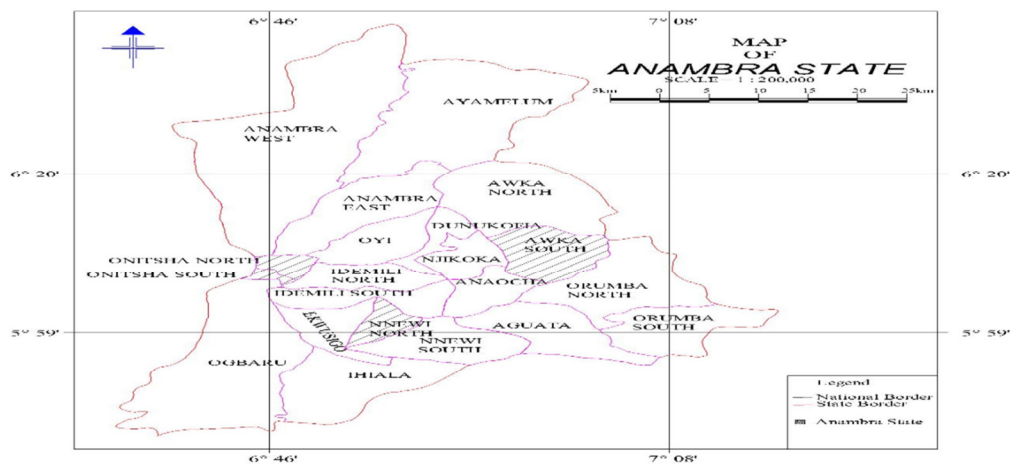 6° 46'
7° 08'
MAP
OF
ANAMBRA STATE
SCALE 1:200,000
5km 0 5 10 15 20 25km
AYAMELUM
ANAMBRA
WEST
6° 20'
6° 20'
AWKA
NORTH
ANAMBRA
EAST
DUNUKOFIA
OYI
AWKA
SOUTH
ONITSHA NORTH
ONITSHA SOUTH
NJIKOKA
IDEMILI
NORTH
ANAOCHA
ORUMBA
NORTH
IDEMILI SOUTH
EKWUSIGO
NNEWI
NORTH
AGUATA
ORUMBA
SOUTH
5° 59'
5° 59'
NNEWI
SOUTH
OGBARU
IHIALA
Legend
National Border
State Border
Anambra State
6° 46'
7° 08'